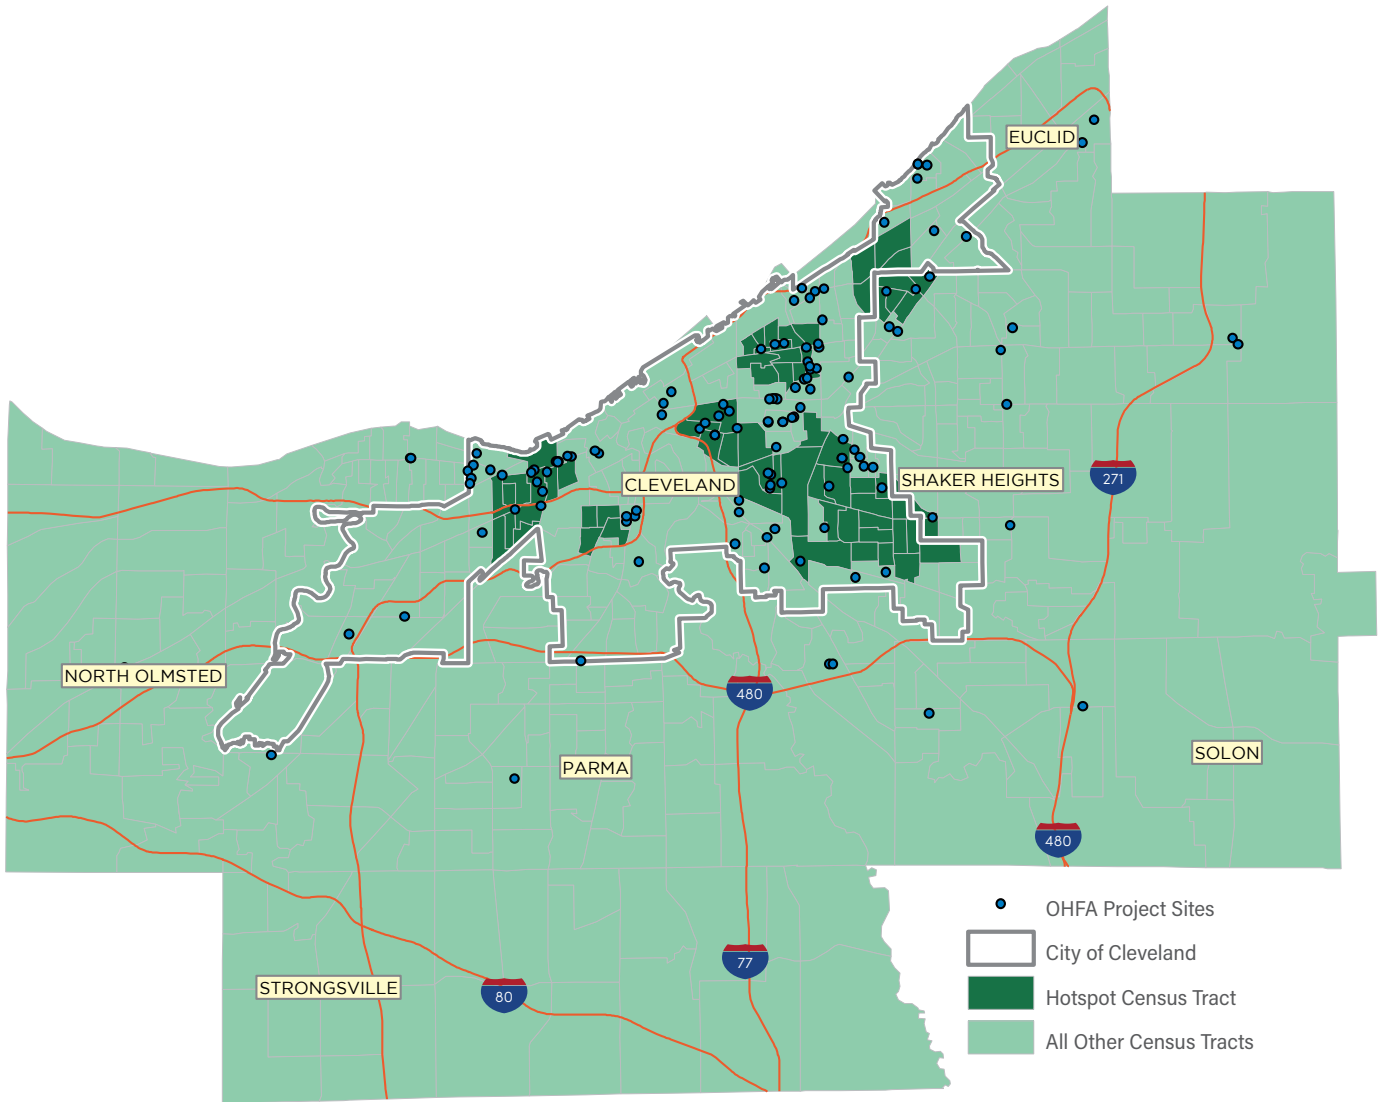 EUCLID
CLEVELAND
SHAKER HEIGHTS
271
NORTH OLMSTED
480
PARMA
SOLON
480
OHFA Project Sites
City of Cleveland
Hotspot Census Tract
All Other Census Tracts
77
STRONGSVILLE
80